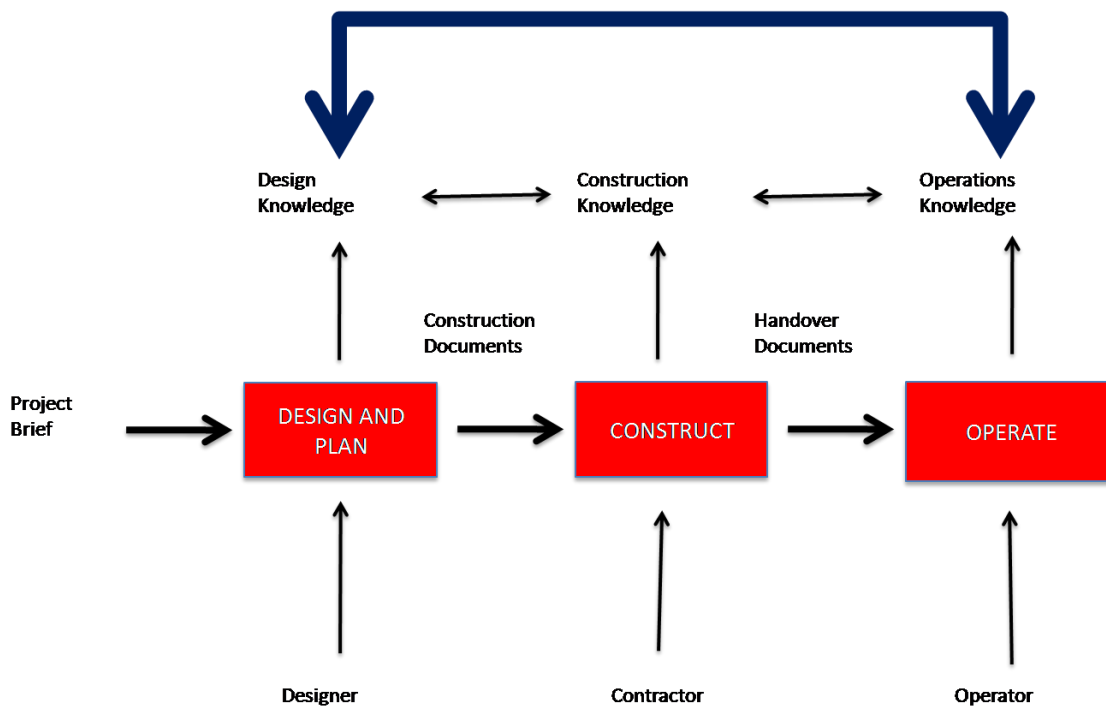 Design
Knowledge
Construction
Knowledge
Operations
Knowledge
Construction
Documents
Handover
Documents
Project
Brief
DESIGN AND
PLAN
CONSTRUCT
OPERATE
Designer
Contractor
Operator